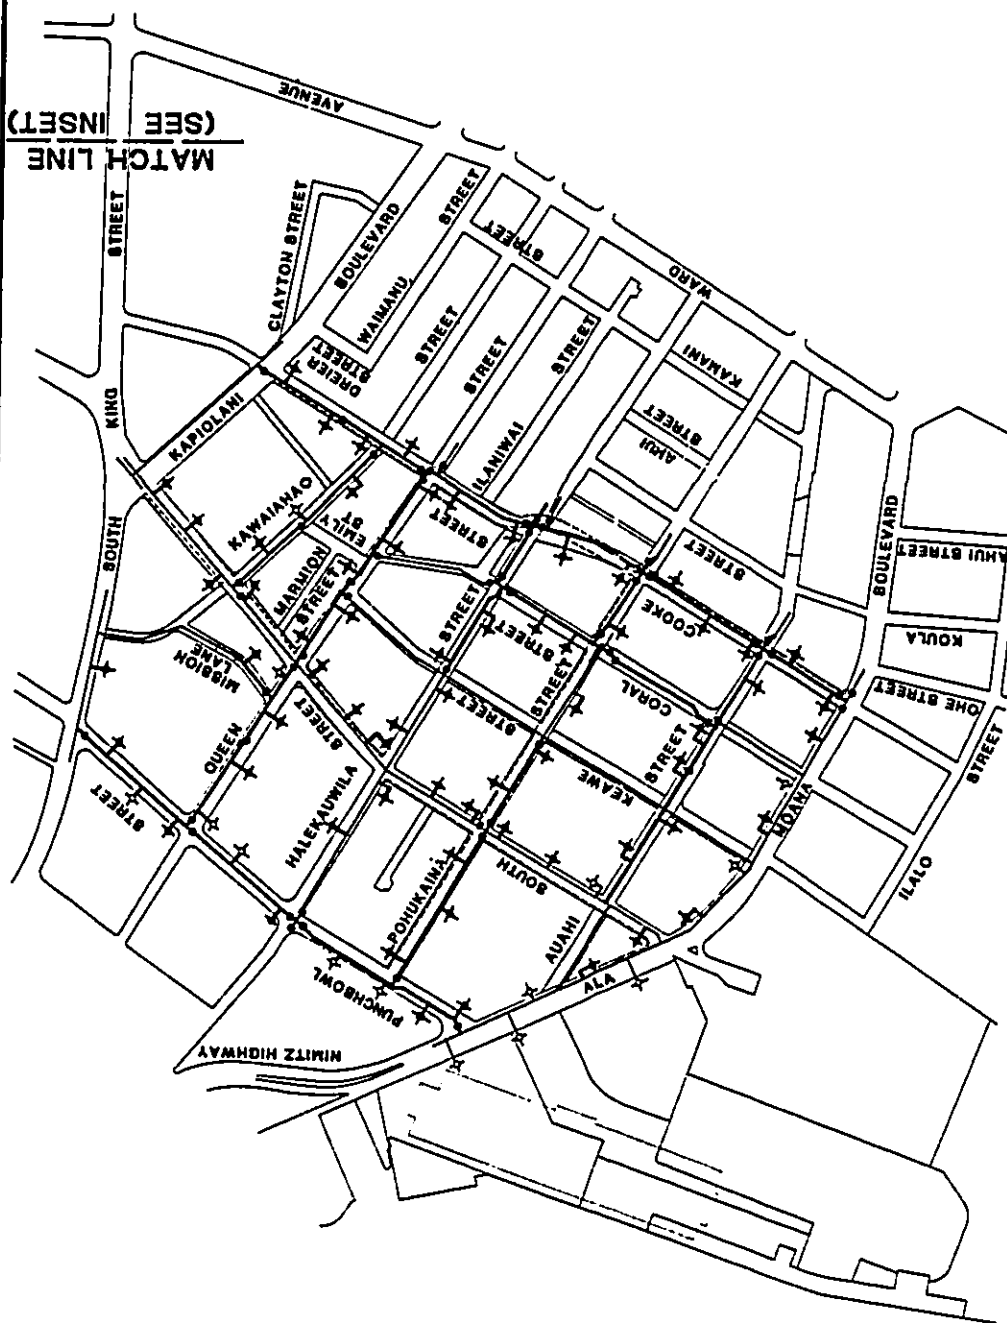 AVENUE
MATCH LINE
(SEE INSET)
STREET
CLAYTON STREET
BOULEVARD
STREET
STREET
WARD
WAIMANU
STREET
DREIER
STREET
STREET
STREET
KAMANI
STREET
AHUI
KING
KAPIOLANI
ILANIWAI
KAWAIAHAO
EMILY
ST
STREET
SOUTH
MARMION
STREET
STREET
BOULEVARD
AHUI STREET
COOKE
KOULA
STREET
STREET
MISSION
LANE
CORAL
STREET
OHE STREET
QUEEN
STREET
STREET
STREET
KEAWE
STREET
STREET
HALEKAUWILA
MOANA
SOUTH
ILALO
POHUKAINA
AUAHI
ALA
PUNCHBOWL
NIMITZ HIGHWAY